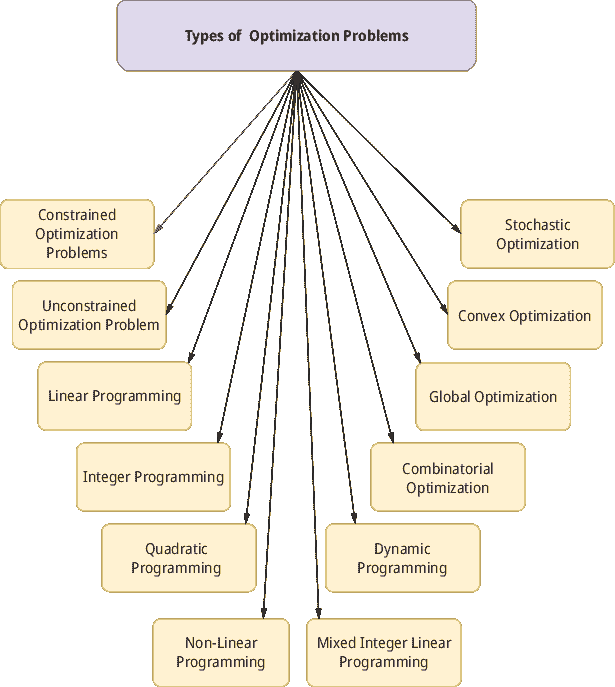 Types of Optimization Problems
Constrained
Optimization
Problems
Stochastic
Optimization
Unconstrained
Optimization Problem
Convex Optimization
Linear Programming
Global Optimization
Integer Programming
Combinatorial
Optimization
Quadratic
Programming
Dynamic
Programming
Non-Linear
Programming
Mixed Integer Linear
Programming